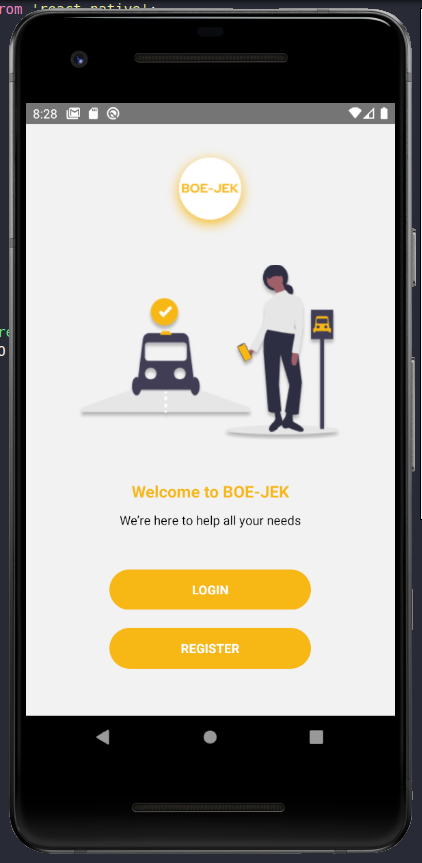 rom 'react-native';
8:28
BOE-JEK
re
Welcome to BOE-JEK
We're here to help all your needs
LOGIN
REGISTER